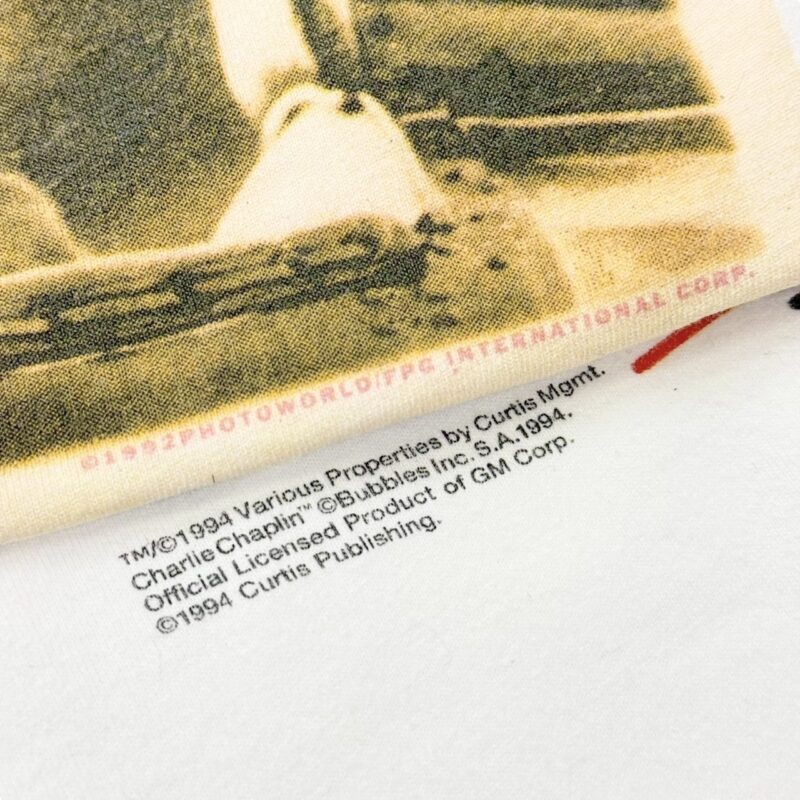 ©1992PHOTOWORLD/FPG INTERNATIONAL CORP.
TM/©1994 Various Properties by Curtis Mgmt.
Charlie Chaplin™ ©Bubbles Inc. S.A.1994.
Official Licensed Product of GM Corp.
©1994 Curtis Publishing.